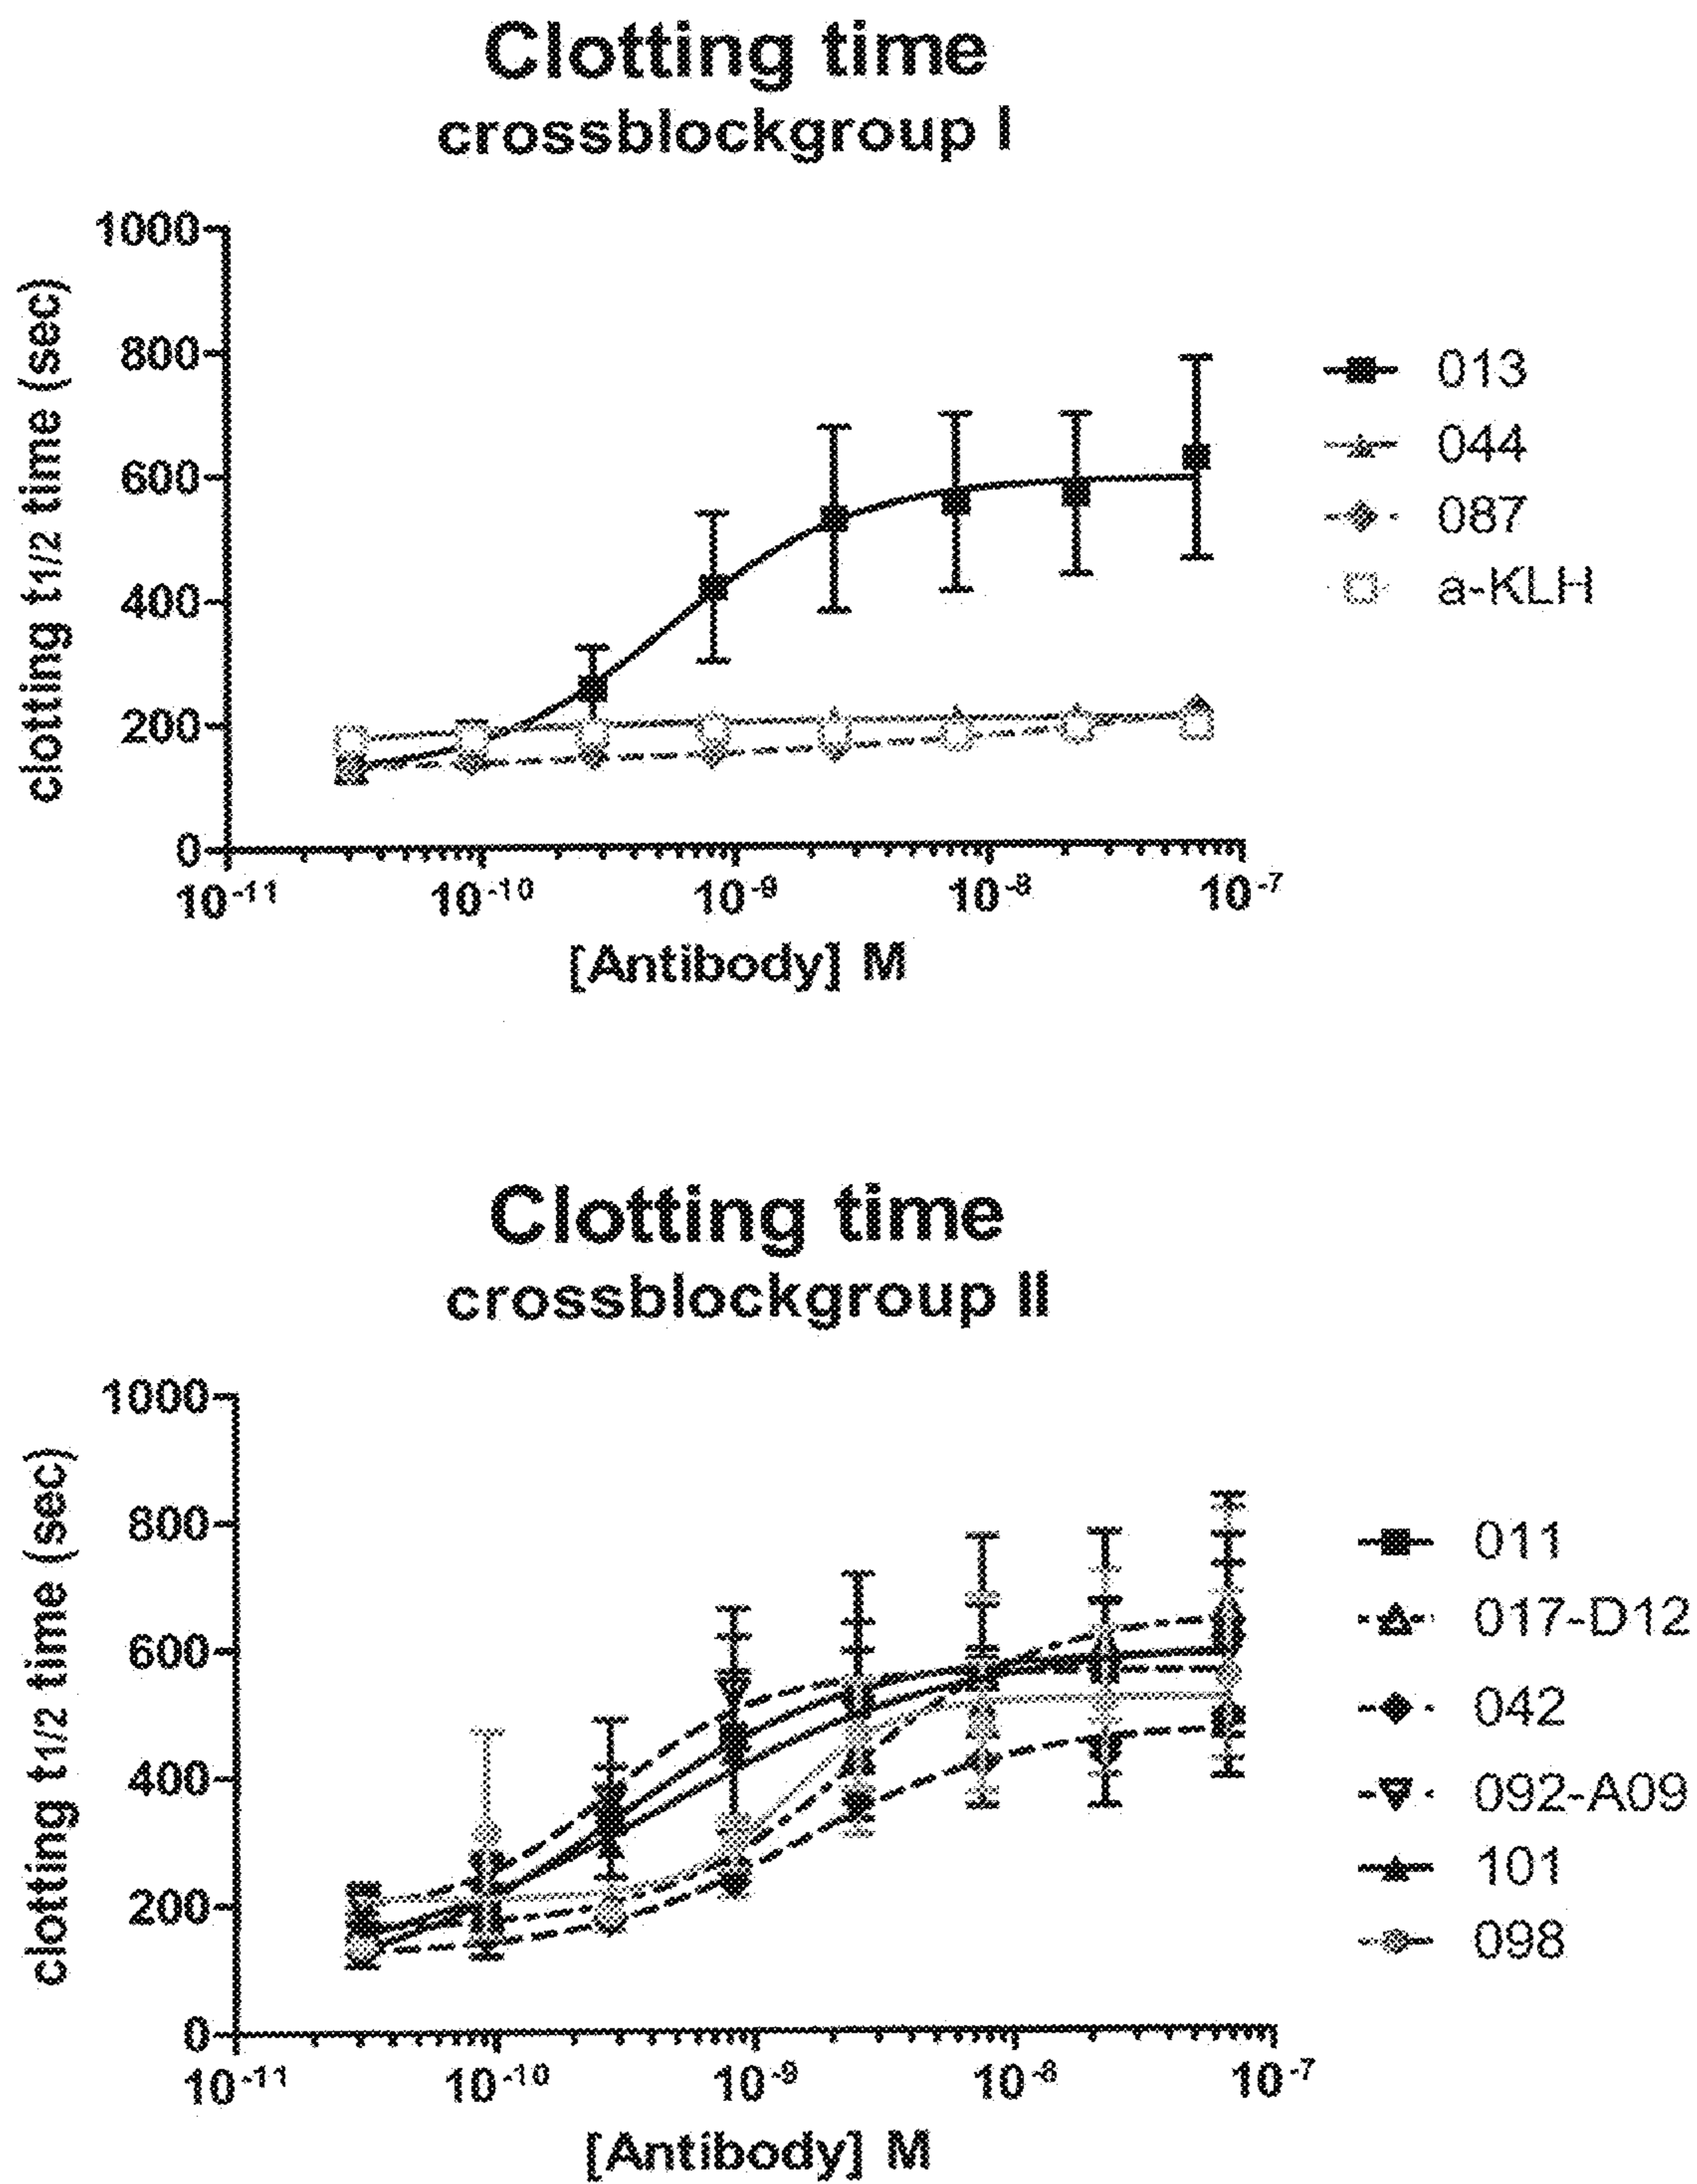 Clotting time
crossblockgroup I
clotting t1/2 time (sec)
1000
800
600
400
200
0
10-11
10-10
10-9
10-8
10-7
[Antibody] M
013
044
087
a-KLH
Clotting time
crossblockgroup II
clotting t1/2 time (sec)
1000
800
600
400
200
0
10-11
10-10
10-9
10-8
10-7
[Antibody] M
011
017-D12
042
092-A09
101
098